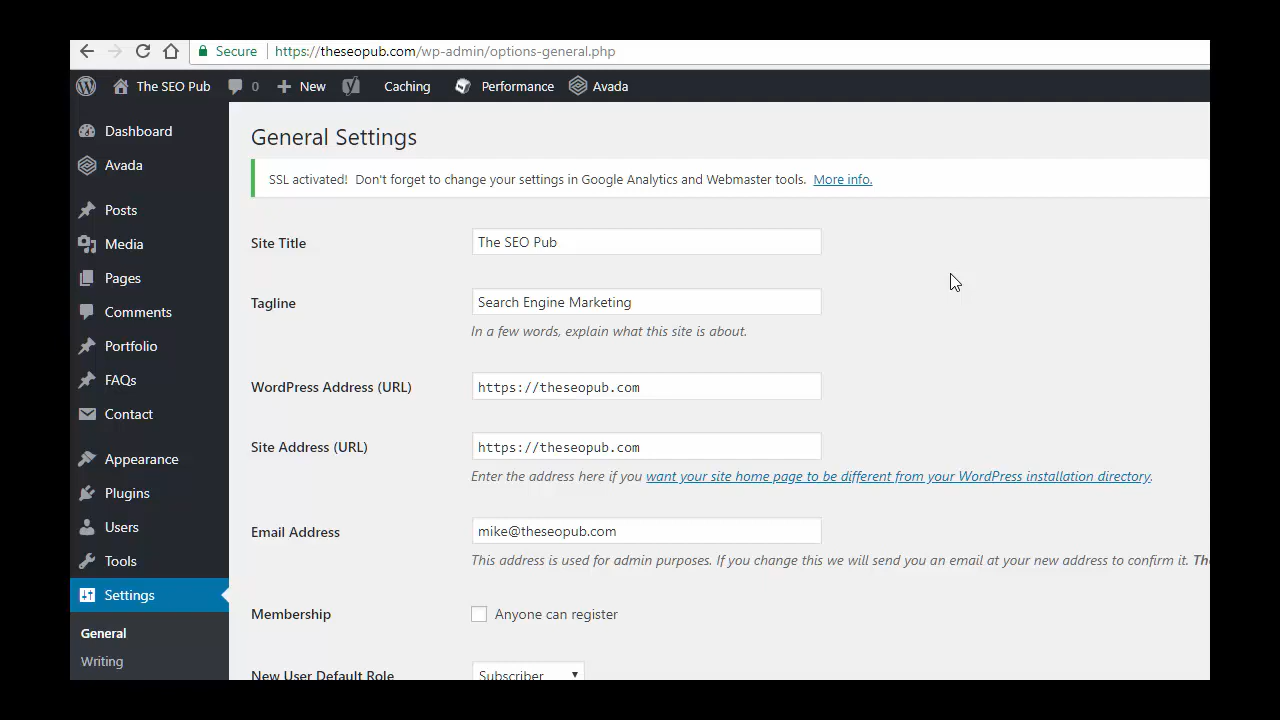 Secure https://theseopub.com/wp-admin/options-general.php
The SEO Pub 0 New Caching Performance Avada
Dashboard
Avada
Posts
Media
Pages
Comments
Portfolio
FAQs
Contact
Appearance
Plugins
Users
Tools
Settings
General
Writing
General Settings
SSL activated! Don't forget to change your settings in Google Analytics and Webmaster tools. More info.
Site Title The SEO Pub
Tagline Search Engine Marketing
In a few words, explain what this site is about.
WordPress Address (URL) https://theseopub.com
Site Address (URL) https://theseopub.com
Enter the address here if you want your site home page to be different from your WordPress installation directory.
Email Address mike@theseopub.com
This address is used for admin purposes. If you change this we will send you an email at your new address to confirm it.
Membership Anyone can register
New User Default Role Subscriber